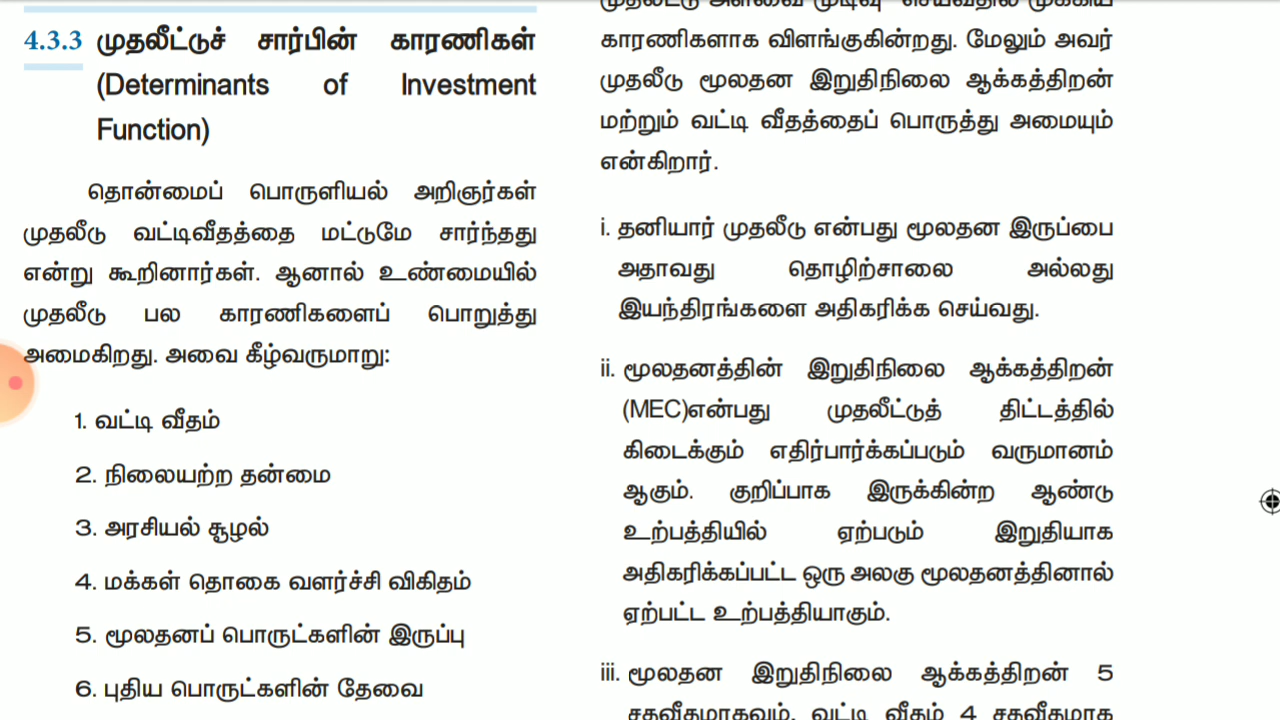 4.3.3 முதலீட்டுச் சார்பின் காரணிகள்
(Determinants of Investment
Function)
தொன்மைப் பொருளியல் அறிஞர்கள்
முதலீடு வட்டிவீதத்தை மட்டுமே சார்ந்தது
என்று கூறினார்கள். ஆனால் உண்மையில்
முதலீடு பல காரணிகளைப் பொறுத்து
அமைகிறது. அவை கீழ்வருமாறு:
1. வட்டி வீதம்
2. நிலையற்ற தன்மை
3. அரசியல் சூழல்
4. மக்கள் தொகை வளர்ச்சி விகிதம்
5. மூலதனப் பொருட்களின் இருப்பு
6. புதிய பொருட்களின் தேவை
காரணிகளாக விளங்குகின்றது. மேலும் அவர்
முதலீடு மூலதன இறுதிநிலை ஆக்கத்திறன்
மற்றும் வட்டி வீதத்தைப் பொருத்து அமையும்
என்கிறார்.
i. தனியார் முதலீடு என்பது மூலதன இருப்பை
அதாவது தொழிற்சாலை அல்லது
இயந்திரங்களை அதிகரிக்க செய்வது.
ii. மூலதனத்தின் இறுதிநிலை ஆக்கத்திறன்
(MEC)என்பது முதலீட்டுத் திட்டத்தில்
கிடைக்கும் எதிர்பார்க்கப்படும் வருமானம்
ஆகும். குறிப்பாக இருக்கின்ற ஆண்டு
உற்பத்தியில் ஏற்படும் இறுதியாக
அதிகரிக்கப்பட்ட ஒரு அலகு மூலதனத்தினால்
ஏற்பட்ட உற்பத்தியாகும்.
iii. மூலதன இறுதிநிலை ஆக்கத்திறன் 5
சதவீதமாகவும், வட்டி வீதம் 4 சதவீதமாக